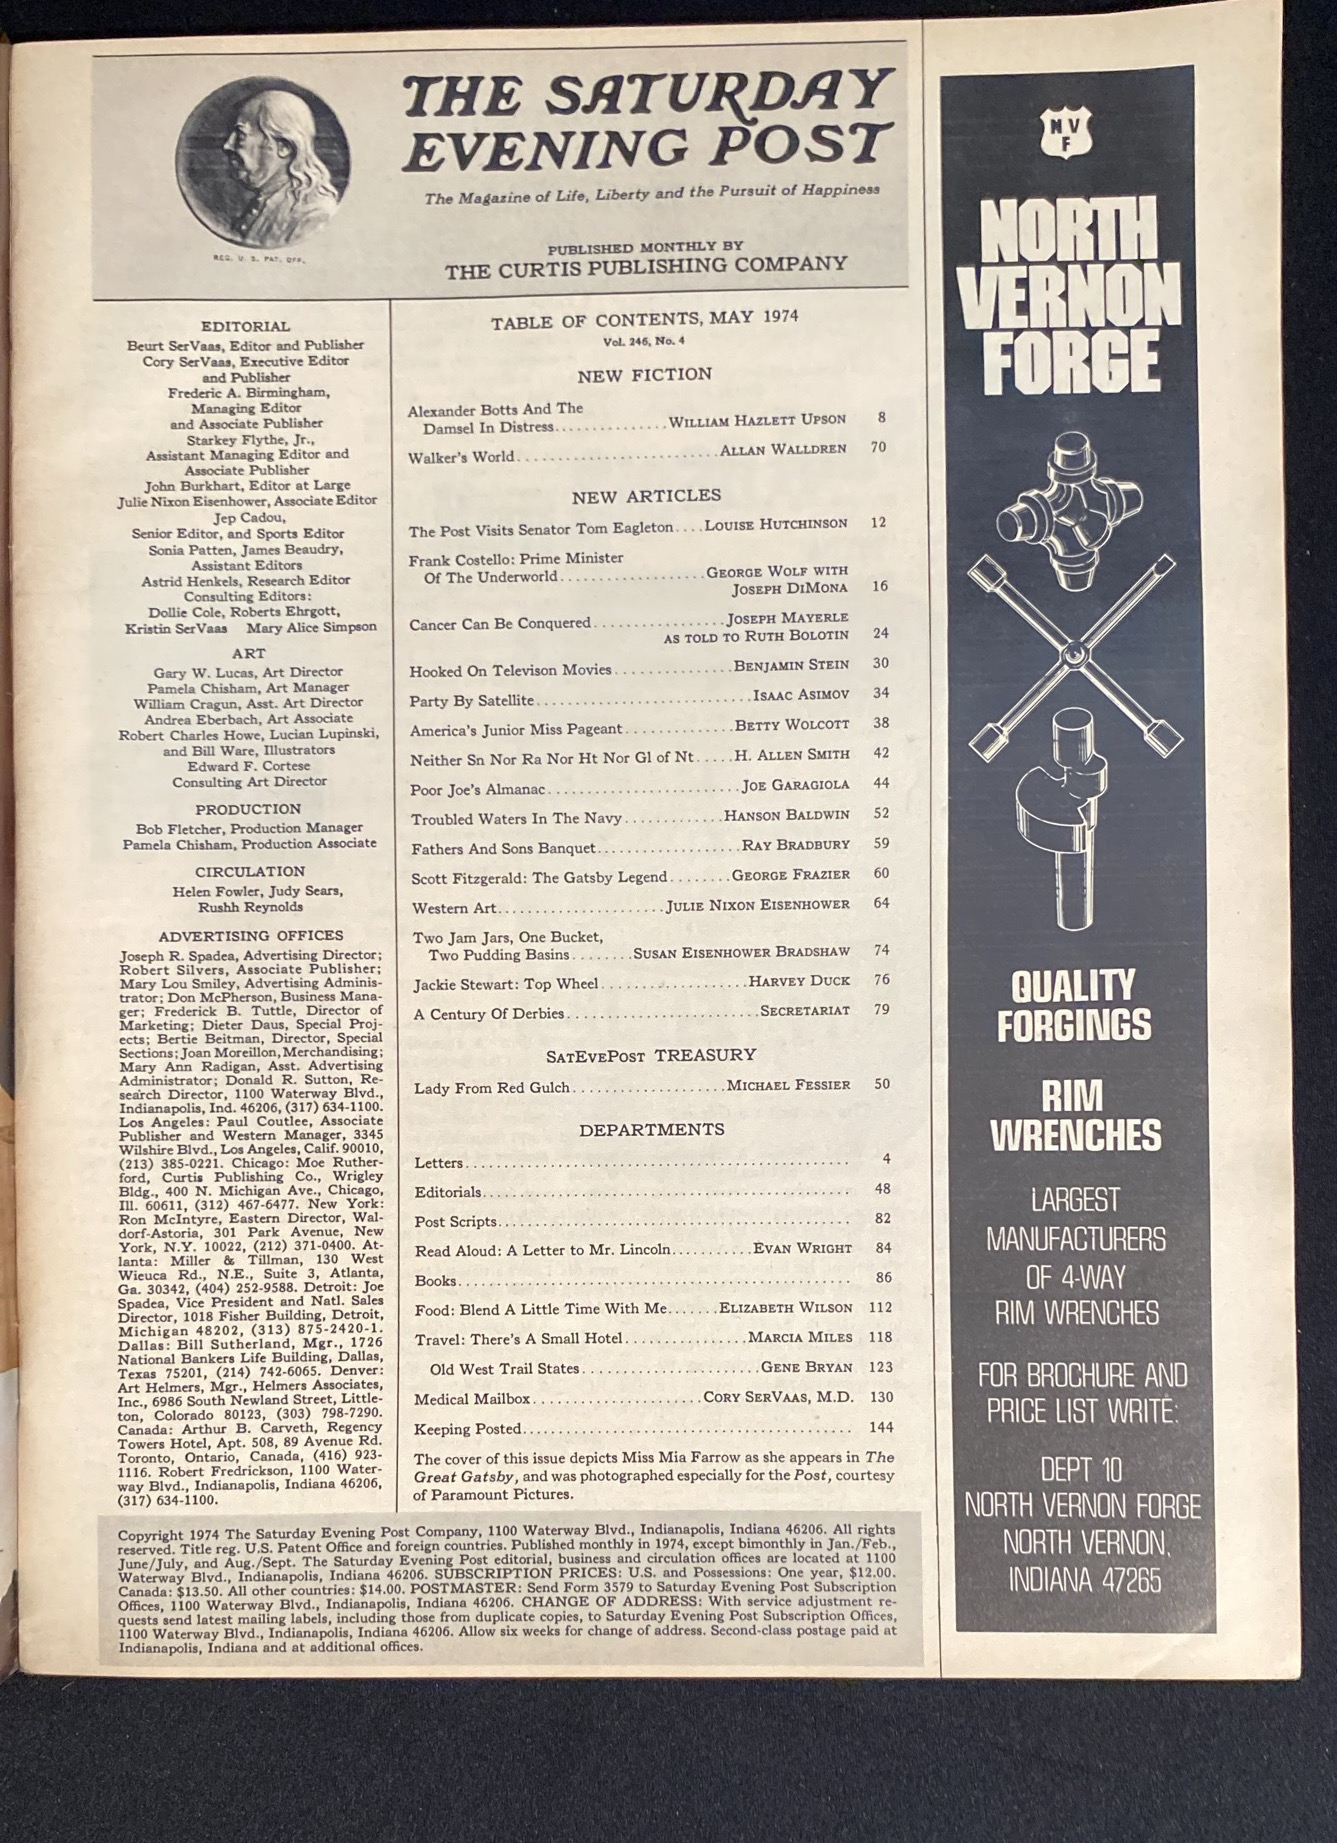 THE SATURDAY
EVENING POST
The Magazine of Life, Liberty and the Pursuit of Happiness
REG. U. S. PAT. OFF.
PUBLISHED MONTHLY BY
THE CURTIS PUBLISHING COMPANY
EDITORIAL
Beurt SerVaas, Editor and Publisher
Cory SerVaas, Executive Editor
and Publisher
Frederic A. Birmingham,
Managing Editor
and Associate Publisher
Starkey Flythe, Jr.,
Assistant Managing Editor and
Associate Publisher
John Burkhart, Editor at Large
Julie Nixon Eisenhower, Associate Editor
Jep Cadou,
Senior Editor, and Sports Editor
Sonia Patten, James Beaudry,
Assistant Editors
Astrid Henkels, Research Editor
Consulting Editors:
Dollie Cole, Roberts Ehrgott,
Kristin SerVaas Mary Alice Simpson
ART
Gary W. Lucas, Art Director
Pamela Chisham, Art Manager
William Cragun, Asst. Art Director
Andrea Eberbach, Art Associate
Robert Charles Howe, Lucian Lupinski,
and Bill Ware, Illustrators
Edward F. Cortese
Consulting Art Director
PRODUCTION
Bob Fletcher, Production Manager
Pamela Chisham, Production Associate
CIRCULATION
Helen Fowler, Judy Sears,
Rushh Reynolds
ADVERTISING OFFICES
Joseph R. Spadea, Advertising Director;
Robert Silvers, Associate Publisher;
Mary Lou Smiley, Advertising Adminis-
trator; Don McPherson, Business Mana-
ger; Frederick B. Tuttle, Director of
Marketing; Dieter Daus, Special Proj-
ects; Bertie Beitman, Director, Special
Sections; Joan Moreillon, Merchandising;
Mary Ann Radigan, Asst. Advertising
Administrator; Donald R. Sutton, Re-
search Director, 1100 Waterway Blvd.,
Indianapolis, Ind. 46206, (317) 634-1100.
Los Angeles: Paul Coutlee, Associate
Publisher and Western Manager, 3345
Wilshire Blvd., Los Angeles, Calif. 90010,
(213) 385-0221. Chicago: Moe Ruther-
ford, Curtis Publishing Co., Wrigley
Bldg., 400 N. Michigan Ave., Chicago,
Ill. 60611, (312) 467-6477. New York:
Ron McIntyre, Eastern Director, Wal-
dorf-Astoria, 301 Park Avenue, New
York, N.Y. 10022, (212) 371-0400. At-
lanta: Miller & Tillman, 130 West
Wieuca Rd., N.E., Suite 3, Atlanta,
Ga. 30342, (404) 252-9588. Detroit: Joe
Spadea, Vice President and Natl. Sales
Director, 1018 Fisher Building, Detroit,
Michigan 48202, (313) 875-2420-1.
Dallas: Bill Sutherland, Mgr., 1726
National Bankers Life Building, Dallas,
Texas 75201, (214) 742-6065. Denver:
Art Helmers, Mgr., Helmers Associates,
Inc., 6986 South Newland Street, Little-
ton, Colorado 80123, (303) 798-7290.
Canada: Arthur B. Carveth, Regency
Towers Hotel, Apt. 508, 89 Avenue Rd.
Toronto, Ontario, Canada, (416) 923-
1116. Robert Fredrickson, 1100 Water-
way Blvd., Indianapolis, Indiana 46206,
(317) 634-1100.
TABLE OF CONTENTS, MAY 1974
Vol. 246, No. 4
NEW FICTION
Alexander Botts And The
Damsel In Distress...............WILLIAM HAZLETT UPSON 8
Walker's World...........................ALLAN WALLDREN 70
NEW ARTICLES
The Post Visits Senator Tom Eagleton....LOUISE HUTCHINSON 12
Frank Costello: Prime Minister
Of The Underworld...................GEORGE WOLF WITH
JOSEPH DIMONA 16
Cancer Can Be Conquered.................JOSEPH MAYERLE
AS TOLD TO RUTH BOLOTIN 24
Hooked On Televison Movies..............BENJAMIN STEIN 30
Party By Satellite............................ISAAC ASIMOV 34
America's Junior Miss Pageant.............BETTY WOLCOTT 38
Neither Sn Nor Ra Nor Ht Nor Gl of Nt.....H. ALLEN SMITH 42
Poor Joe's Almanac.........................JOE GARAGIOLA 44
Troubled Waters In The Navy.............HANSON BALDWIN 52
Fathers And Sons Banquet...................RAY BRADBURY 59
Scott Fitzgerald: The Gatsby Legend........GEORGE FRAZIER 60
Western Art......................JULIE NIXON EISENHOWER 64
Two Jam Jars, One Bucket,
Two Pudding Basins........SUSAN EISENHOWER BRADSHAW 74
Jackie Stewart: Top Wheel....................HARVEY DUCK 76
A Century Of Derbies.........................SECRETARIAT 79
SATEVEPOST TREASURY
Lady From Red Gulch....................MICHAEL FESSIER 50
DEPARTMENTS
Letters.................................................... 4
Editorials................................................. 48
Post Scripts............................................... 82
Read Aloud: A Letter to Mr. Lincoln..........EVAN WRIGHT 84
Books..................................................... 86
Food: Blend A Little Time With Me.......ELIZABETH WILSON 112
Travel: There's A Small Hotel................MARCIA MILES 118
Old West Trail States.......................GENE BRYAN 123
Medical Mailbox......................CORY SERVAAS, M.D. 130
Keeping Posted............................................ 144
The cover of this issue depicts Miss Mia Farrow as she appears in The
Great Gatsby, and was photographed especially for the Post, courtesy
of Paramount Pictures.
Copyright 1974 The Saturday Evening Post Company, 1100 Waterway Blvd., Indianapolis, Indiana 46206. All rights
reserved. Title reg. U.S. Patent Office and foreign countries. Published monthly in 1974, except bimonthly in Jan./Feb.,
June/July, and Aug./Sept. The Saturday Evening Post editorial, business and circulation offices are located at 1100
Waterway Blvd., Indianapolis, Indiana 46206. SUBSCRIPTION PRICES: U.S. and Possessions: One year, $12.00.
Canada: $13.50. All other countries: $14.00. POSTMASTER: Send Form 3579 to Saturday Evening Post Subscription
Offices, 1100 Waterway Blvd., Indianapolis, Indiana 46206. CHANGE OF ADDRESS: With service adjustment re-
quests send latest mailing labels, including those from duplicate copies, to Saturday Evening Post Subscription Offices,
1100 Waterway Blvd., Indianapolis, Indiana 46206. Allow six weeks for change of address. Second-class postage paid at
Indianapolis, Indiana and at additional offices.
N V
F
NORTH
VERNON
FORGE
QUALITY
FORGINGS
RIM
WRENCHES
LARGEST
MANUFACTURERS
OF 4-WAY
RIM WRENCHES
FOR BROCHURE AND
PRICE LIST WRITE:
DEPT 10
NORTH VERNON FORGE
NORTH VERNON,
INDIANA 47265